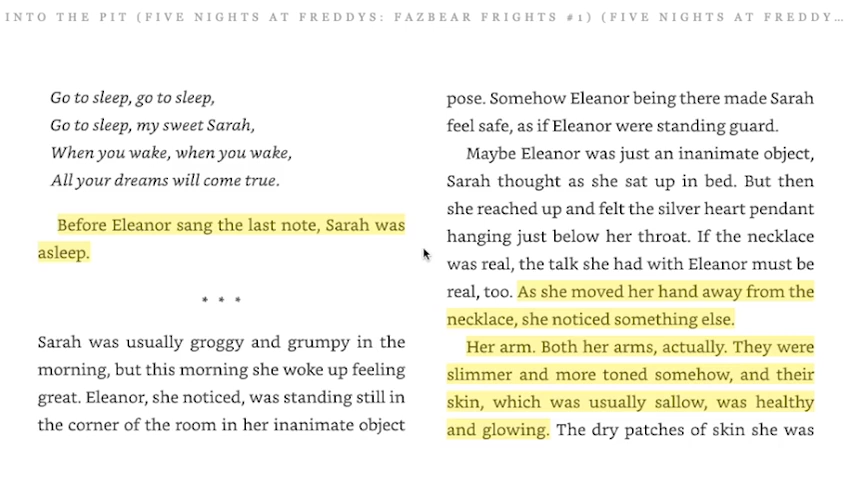 INTO THE PIT (FIVE NIGHTS AT FREDDYS: FAZBEAR FRIGHTS #1) (FIVE NIGHTS AT FREDDY...
Go to sleep, go to sleep,
Go to sleep, my sweet Sarah,
When you wake, when you wake,
All your dreams will come true.
Before Eleanor sang the last note, Sarah was
asleep.
* * *
Sarah was usually groggy and grumpy in the
morning, but this morning she woke up feeling
great. Eleanor, she noticed, was standing still in
the corner of the room in her inanimate object
pose. Somehow Eleanor being there made Sarah
feel safe, as if Eleanor were standing guard.
Maybe Eleanor was just an inanimate object,
Sarah thought as she sat up in bed. But then
she reached up and felt the silver heart pendant
hanging just below her throat. If the necklace
was real, the talk she had with Eleanor must be
real, too. As she moved her hand away from the
necklace, she noticed something else.
Her arm. Both her arms, actually. They were
slimmer and more toned somehow, and their
skin, which was usually sallow, was healthy
and glowing. The dry patches of skin she was